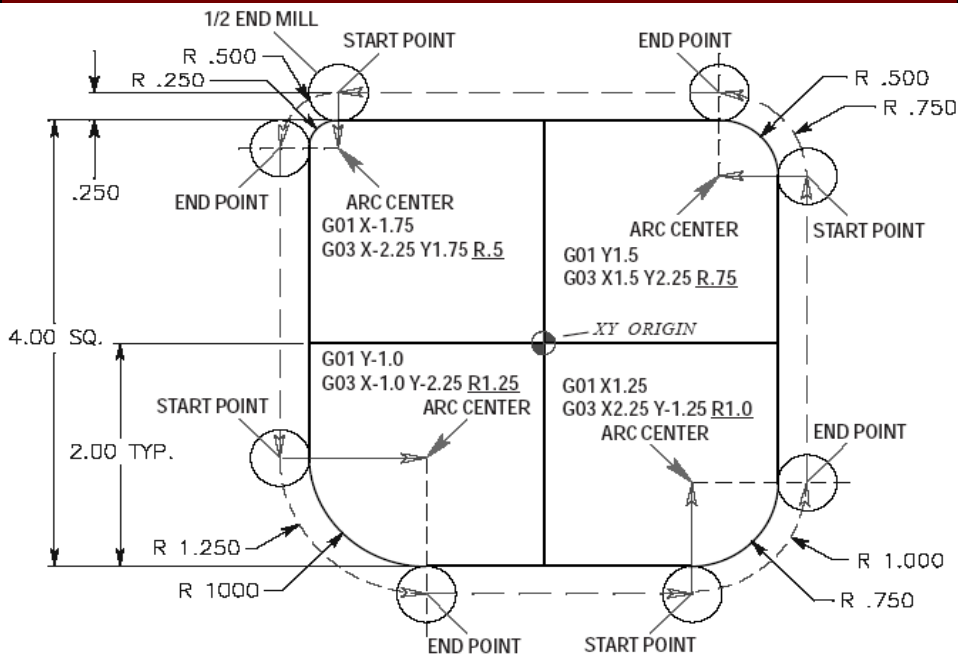 1/2 END MILL
START POINT
END POINT
R .500
R .250
R .500
R .750
.250
END POINT
ARC CENTER
G01 X-1.75
G03 X-2.25 Y1.75 R.5
ARC CENTER
G01 Y1.5
G03 X1.5 Y2.25 R.75
START POINT
4.00 SQ.
XY ORIGIN
G01 Y-1.0
G03 X-1.0 Y-2.25 R1.25
ARC CENTER
G01 X1.25
G03 X2.25 Y-1.25 R1.0
ARC CENTER
START POINT
END POINT
2.00 TYP.
R 1.250
R 1000
R 1.000
R .750
END POINT
START POINT